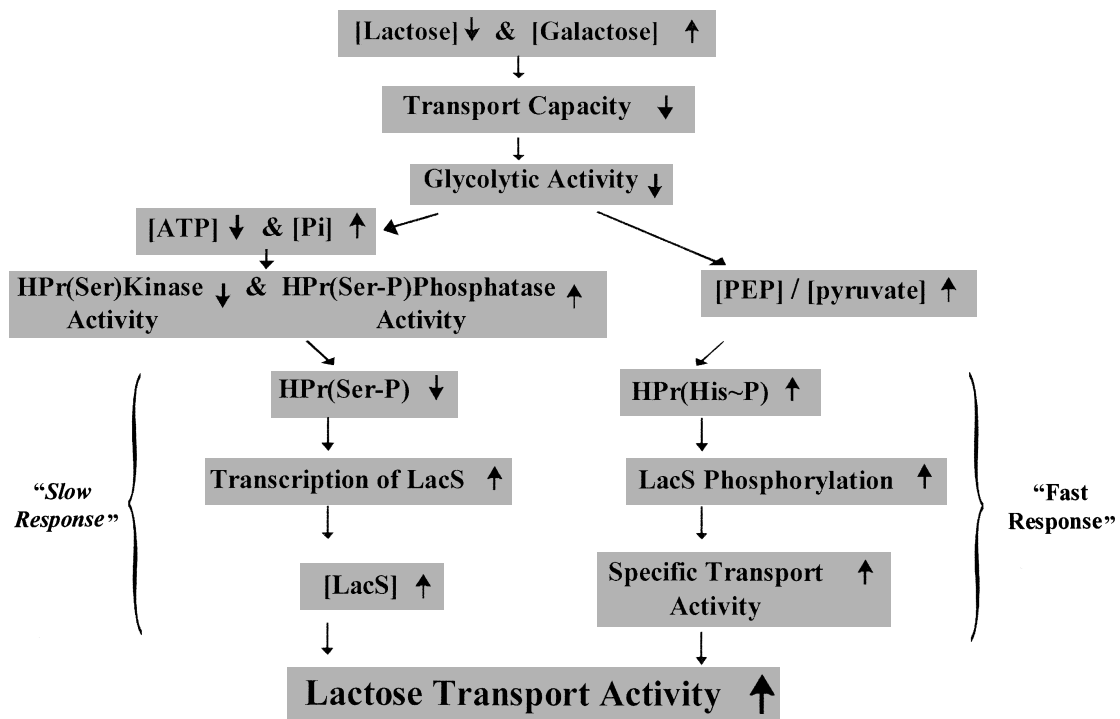 [Lactose] ↓ & [Galactose] ↑
Transport Capacity ↓
Glycolytic Activity ↓
[ATP] ↓ & [Pi] ↑
HPr(Ser)Kinase ↓ & HPr(Ser-P)Phosphatase ↑
Activity Activity
[PEP] / [pyruvate] ↑
HPr(Ser-P) ↓
HPr(His~P) ↑
Transcription of LacS ↑
LacS Phosphorylation ↑
“Slow
Response”
“Fast
Response”
[LacS] ↑
Specific Transport ↑
Activity
Lactose Transport Activity ↑